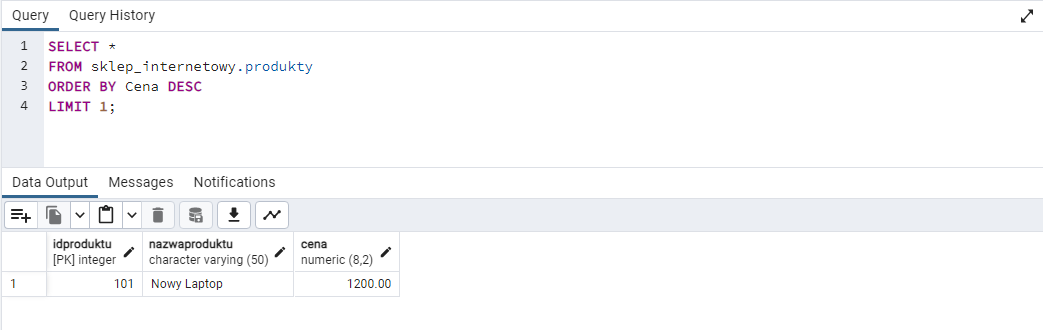 Query Query History
1 SELECT *
2 FROM sklep_internetowy.produkty
3 ORDER BY Cena DESC
4 LIMIT 1;
Data Output Messages Notifications
idproduktu nazwaproduktu cena
[PK] integer character varying (50) numeric (8,2)
1 101 Nowy Laptop 1200.00